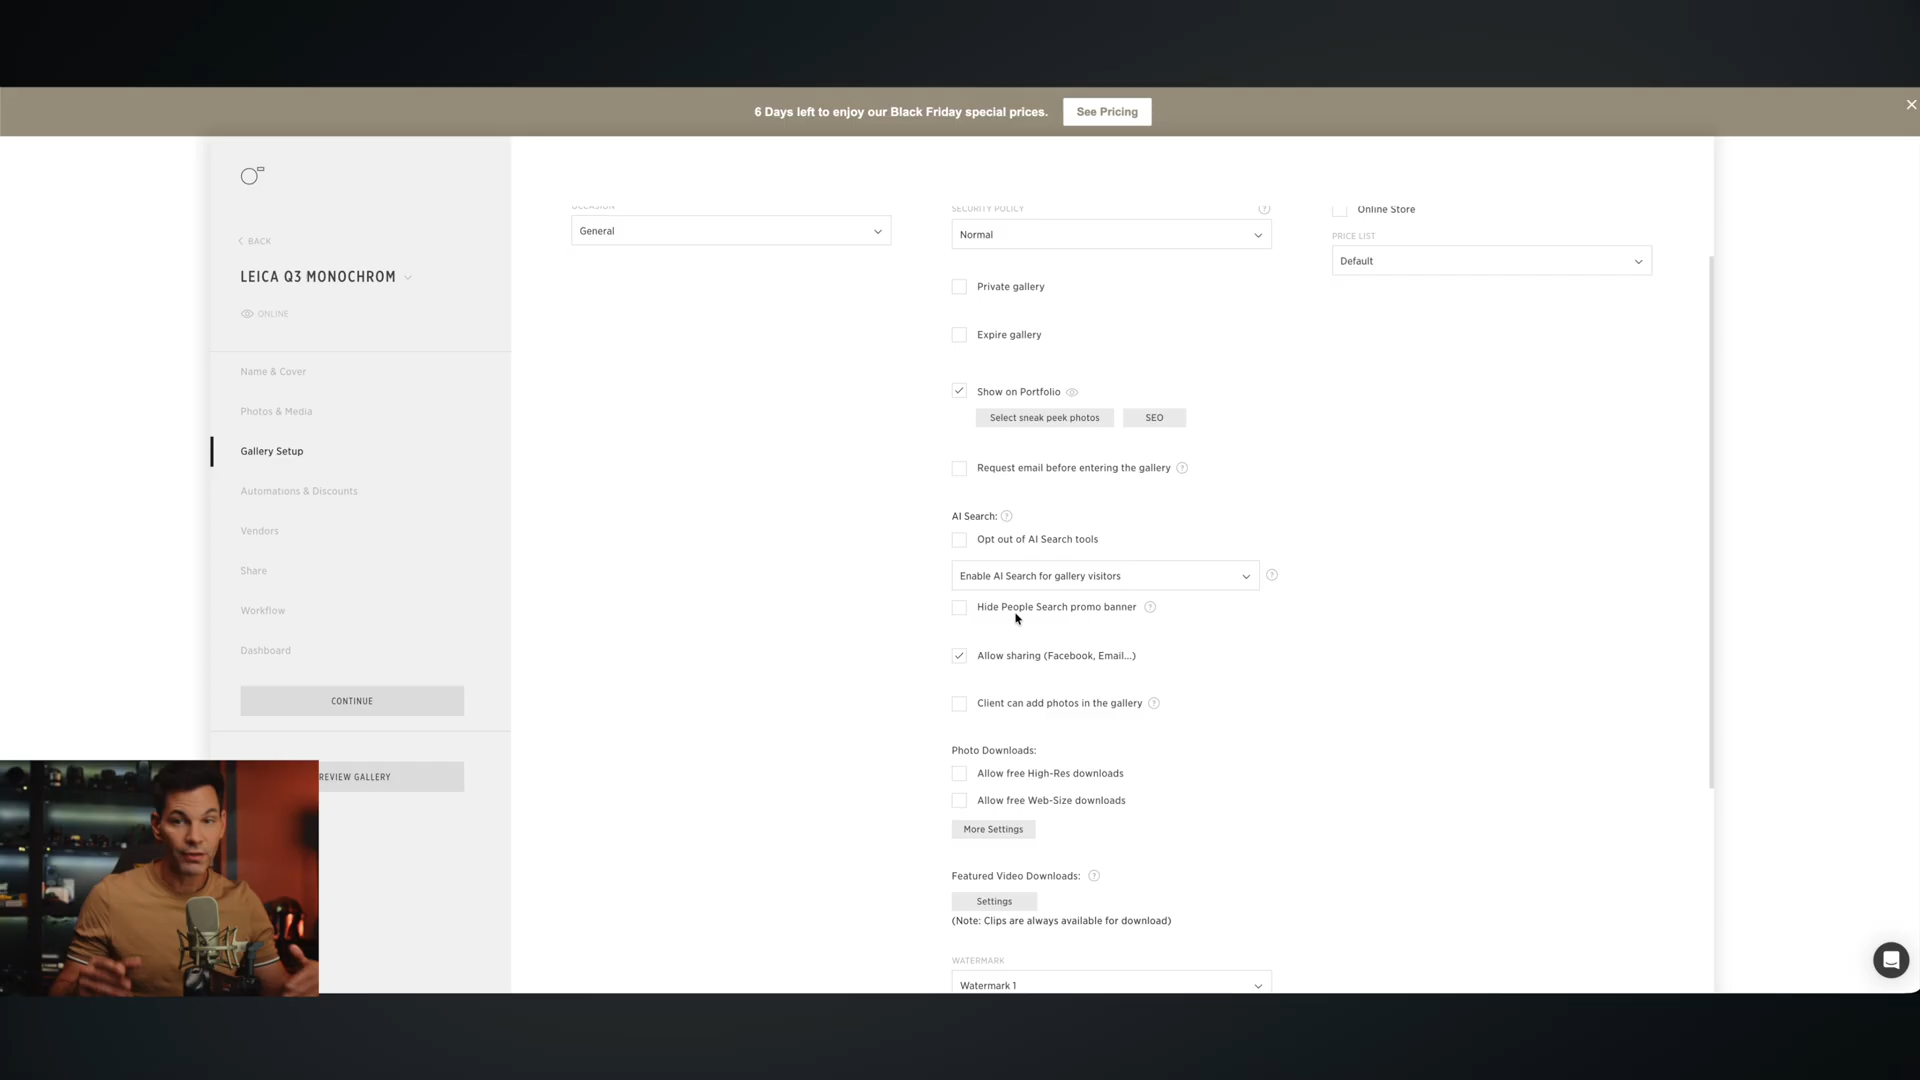 6 Days left to enjoy our Black Friday special prices.
See Pricing
BACK
LEICA Q3 MONOCHROM
ONLINE
Name & Cover
Photos & Media
Gallery Setup
Automations & Discounts
Vendors
Share
Workflow
Dashboard
CONTINUE
REVIEW GALLERY
OCCASION
General
SECURITY POLICY
Normal
Private gallery
Expire gallery
Show on Portfolio
Select sneak peek photos
SEO
Request email before entering the gallery
AI Search:
Opt out of AI Search tools
Enable AI Search for gallery visitors
Hide People Search promo banner
Allow sharing (Facebook, Email...)
Client can add photos in the gallery
Photo Downloads:
Allow free High-Res downloads
Allow free Web-Size downloads
More Settings
Featured Video Downloads:
Settings
(Note: Clips are always available for download)
WATERMARK
Watermark 1
Online Store
PRICE LIST
Default